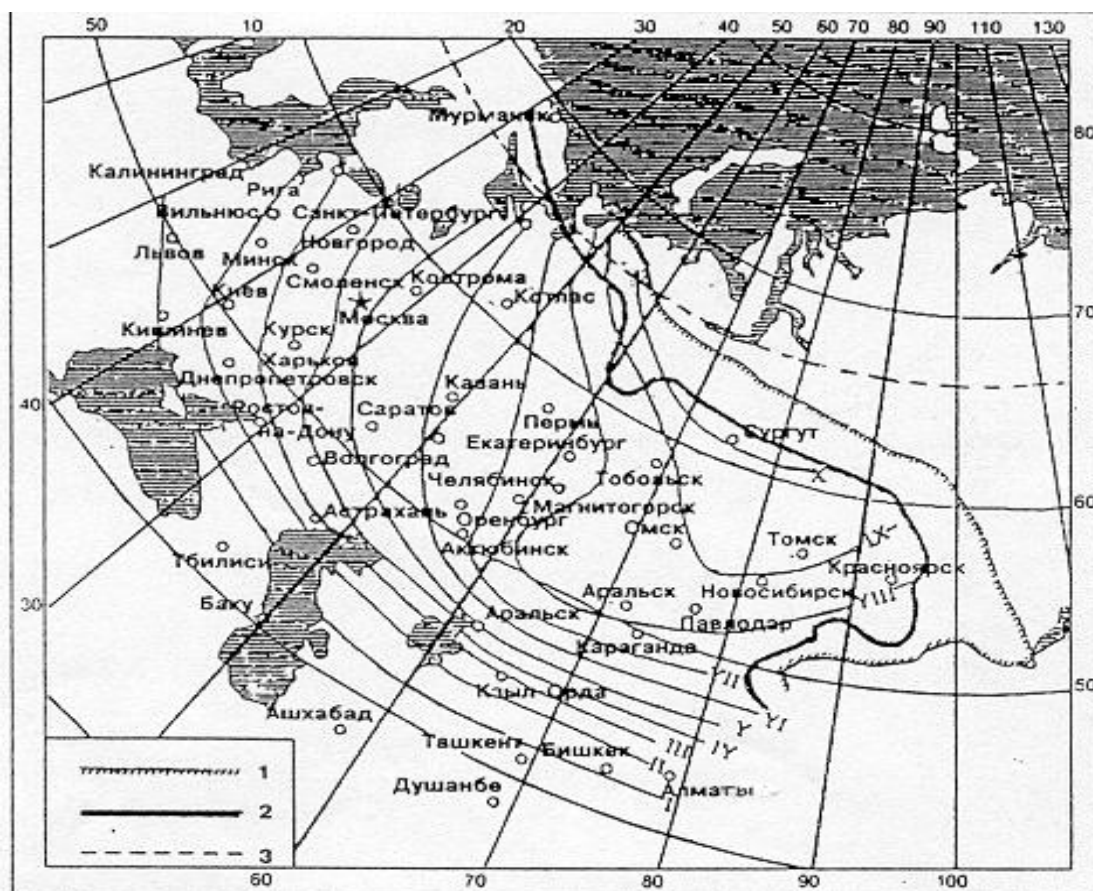 50 10 20 30 40 50 60 70 80 90 110 130
Мурманск
80
Калининград
Рига
Вильнюс Санкт-Петербург
Львов Новгород
Минск
Смоленск Кострома
Киев Котлас
Москва
70
Кишинев Курск
Харьков
Днепропетровск Казань
40 Ростов-
на-Дону Саратов Пермь Сургут
Екатеринбург
Волгоград X
Челябинск Тобольск
Магнитогорск 60
Астрахань Оренбург
Омск IX
Актюбинск Томск
Тбилиси Красноярск
Аральск Новосибирск YIII
30 Баку Аральск Павлодар
Караганда
YII
Кзыл-Орда 50
YI
Y
IY
Ашхабад III
Ташкент Бишкек II
Душанбе Алматы
I
1
2
3
60 70 80 90 100